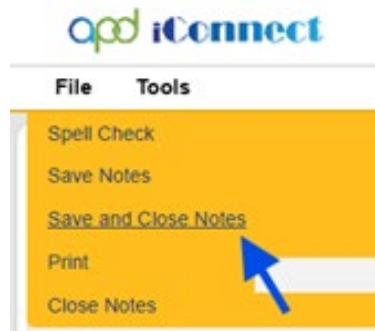 apd iConnect
File Tools
Spell Check
Save Notes
Save and Close Notes
Print
Close Notes